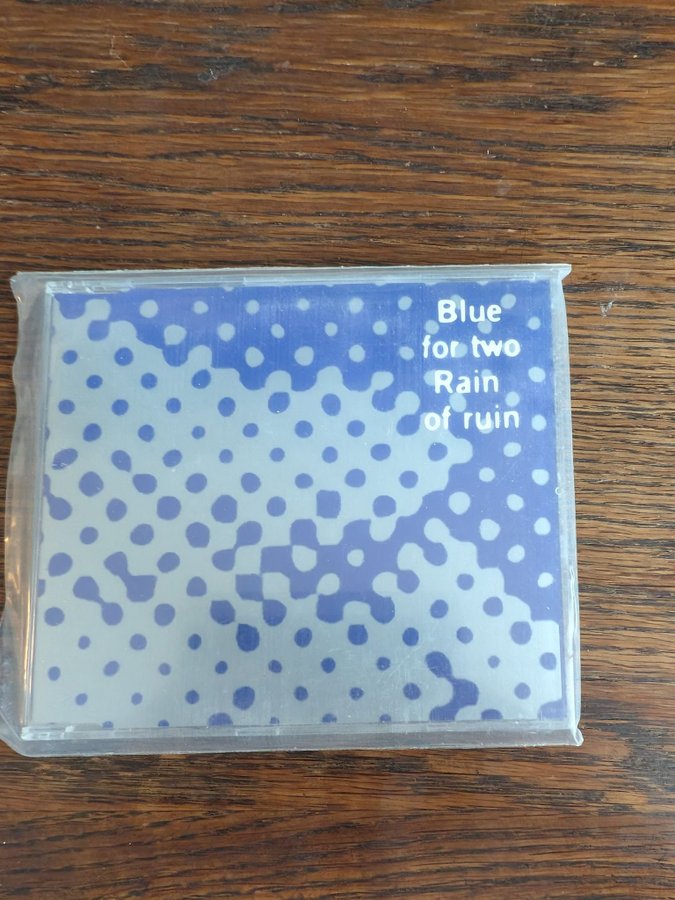 Blue
for two
Rain
of ruin